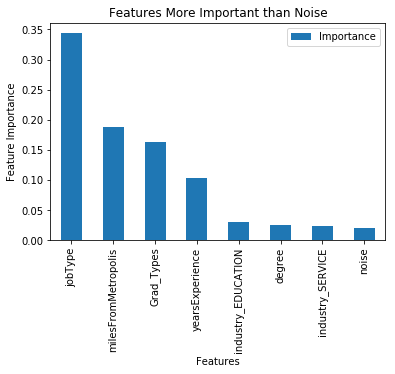 Features More Important than Noise
Importance
Feature Importance
0.35
0.30
0.25
0.20
0.15
0.10
0.05
0.00
jobType
milesFromMetropolis
Grad_Types
yearsExperience
industry_EDUCATION
degree
industry_SERVICE
noise
Features